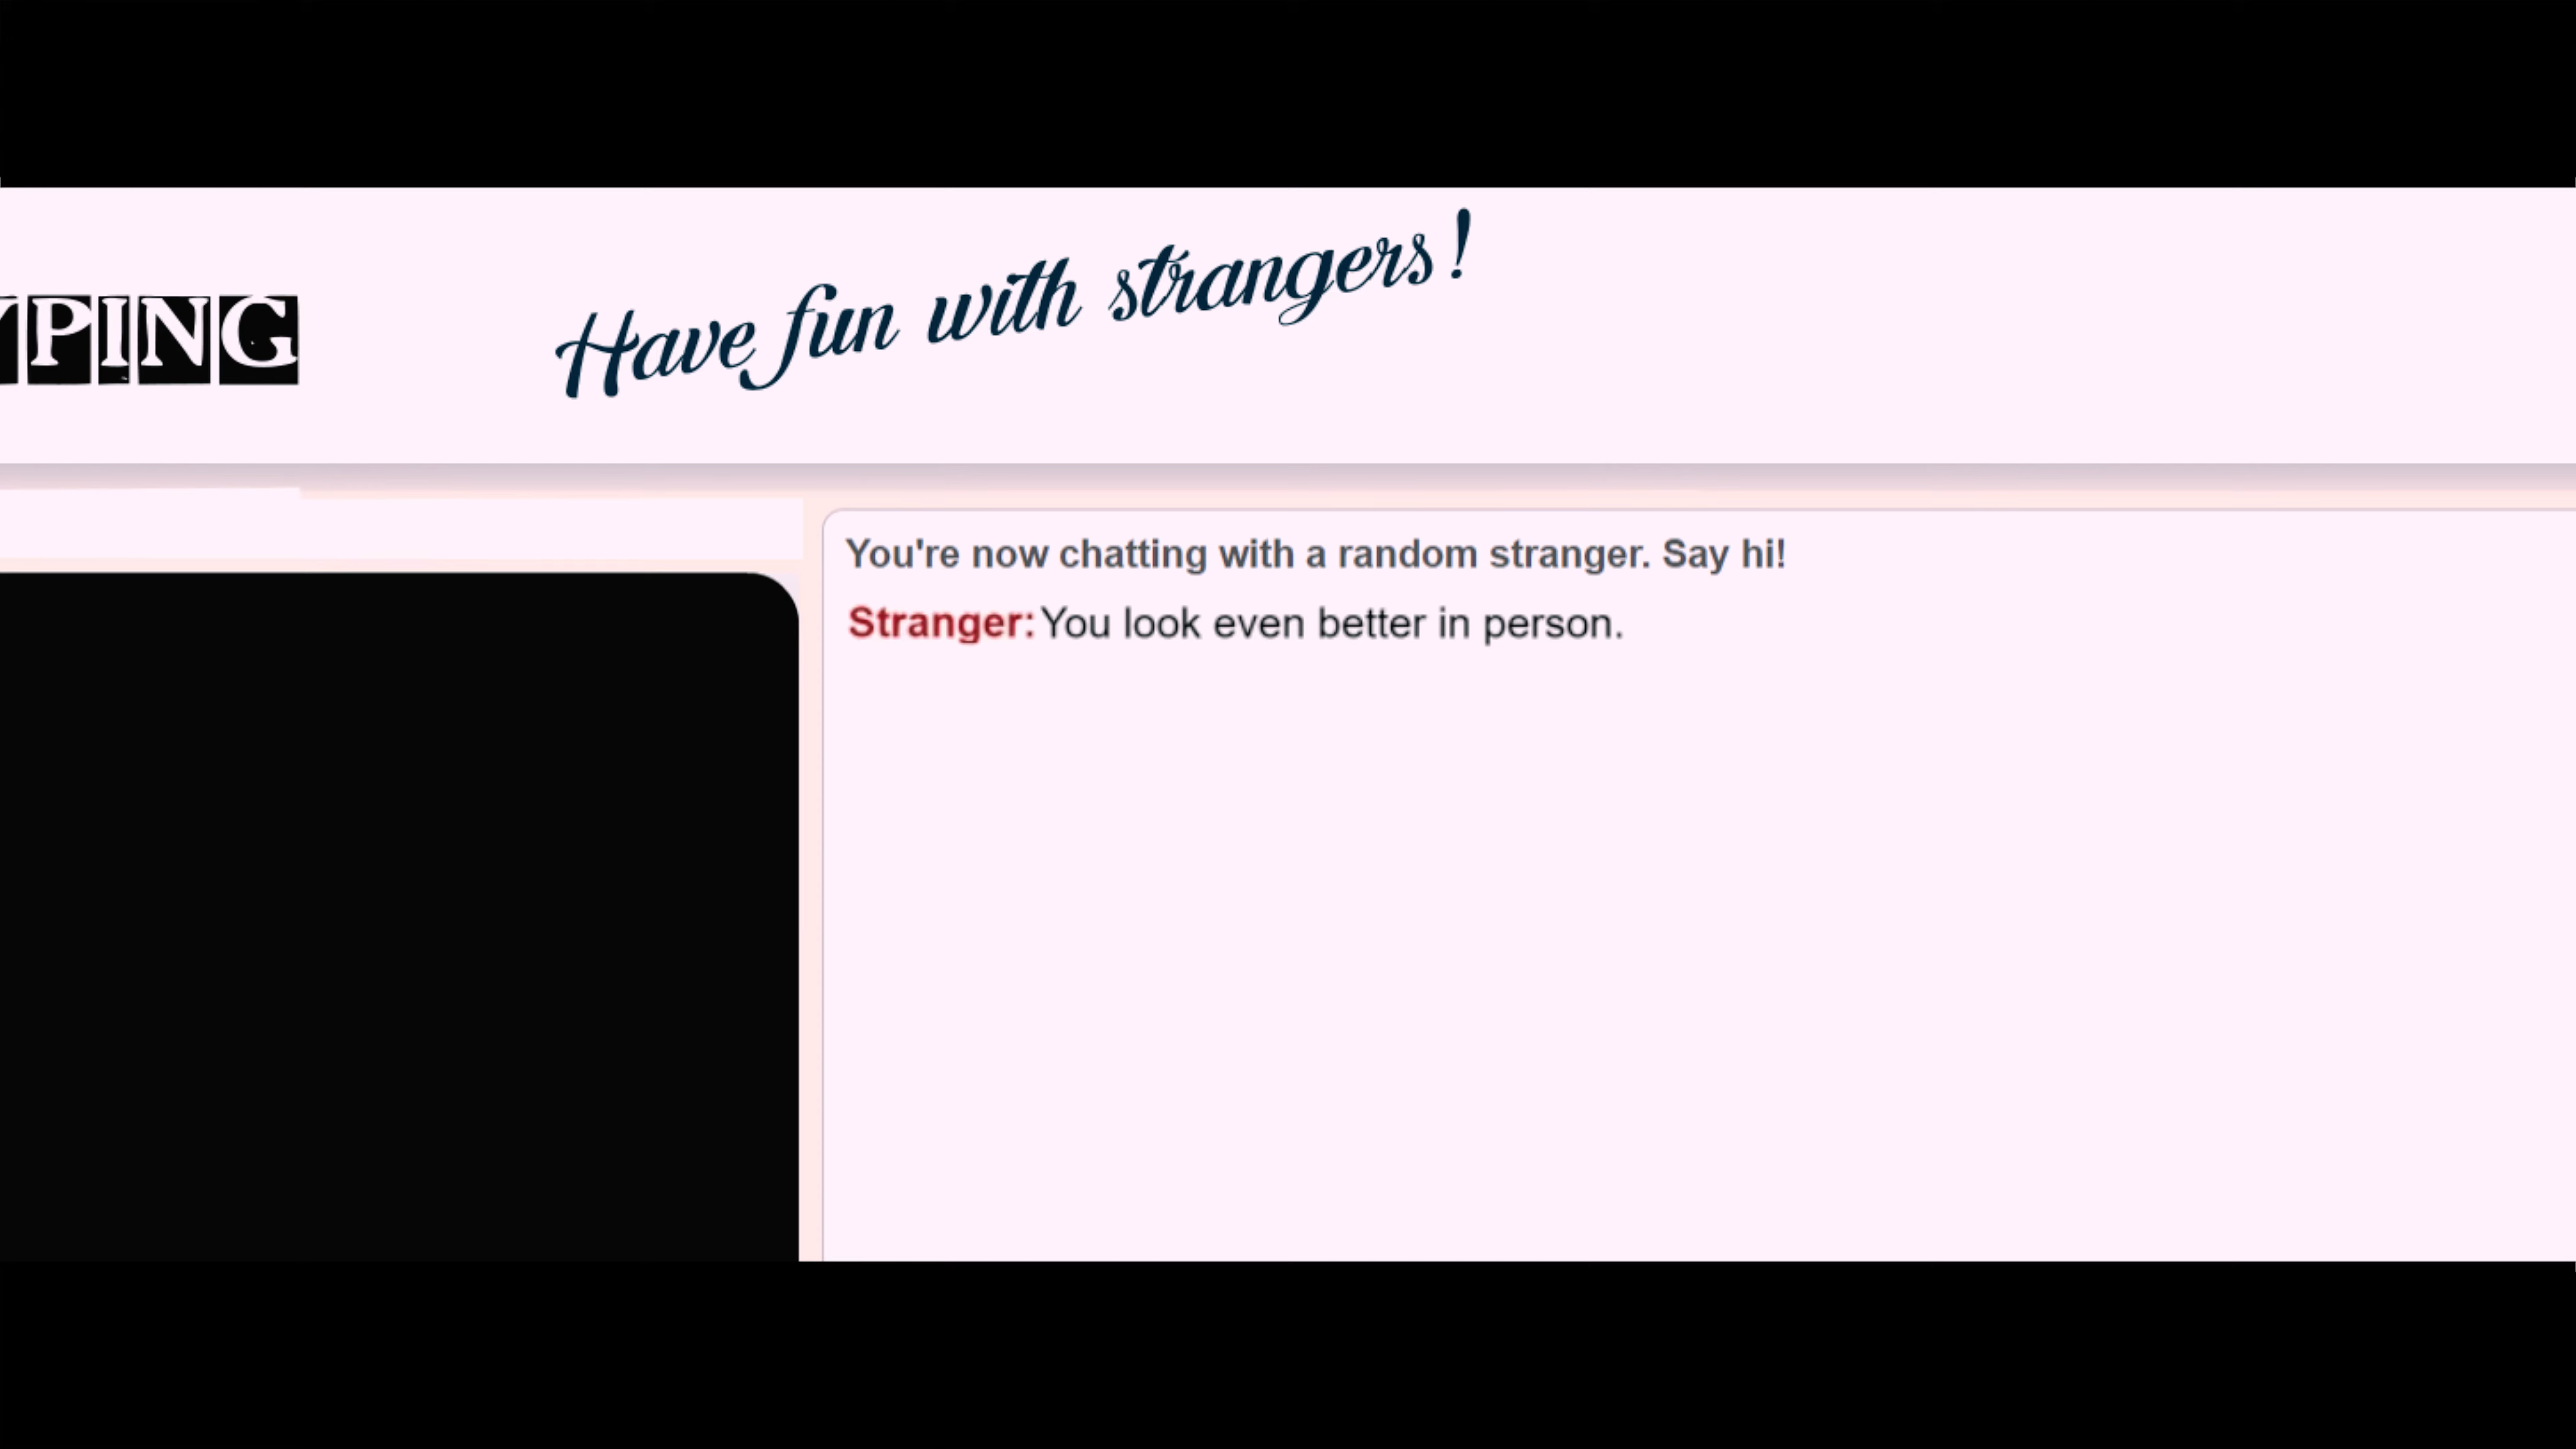 PING
Have fun with strangers!
You're now chatting with a random stranger. Say hi!
Stranger: You look even better in person.